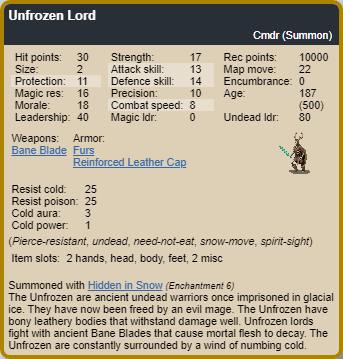 Unfrozen Lord
Cmdr (Summon)
Hit points: 30 Strength: 17 Rec points: 10000
Size: 2 Attack skill: 13 Map move: 22
Protection: 11 Defence skill: 14 Encumbrance: 0
Magic res: 16 Precision: 10 Age: 187
Morale: 18 Combat speed: 8 (500)
Leadership: 40 Magic ldr: 0 Undead ldr: 80
Weapons: Armor:
Bane Blade Furs
Reinforced Leather Cap
Resist cold: 25
Resist poison: 25
Cold aura: 3
Cold power: 1
(Pierce-resistant, undead, need-not-eat, snow-move, spirit-sight)
Item slots: 2 hands, head, body, feet, 2 misc
Summoned with Hidden in Snow (Enchantment 6)
The Unfrozen are ancient undead warriors once imprisoned in glacial
ice. They have now been freed by an evil mage. The Unfrozen have
bony leathery bodies that withstand damage well. Unfrozen lords
fight with ancient Bane Blades that cause mortal flesh to decay. The
Unfrozen are constantly surrounded by a wind of numbing cold.